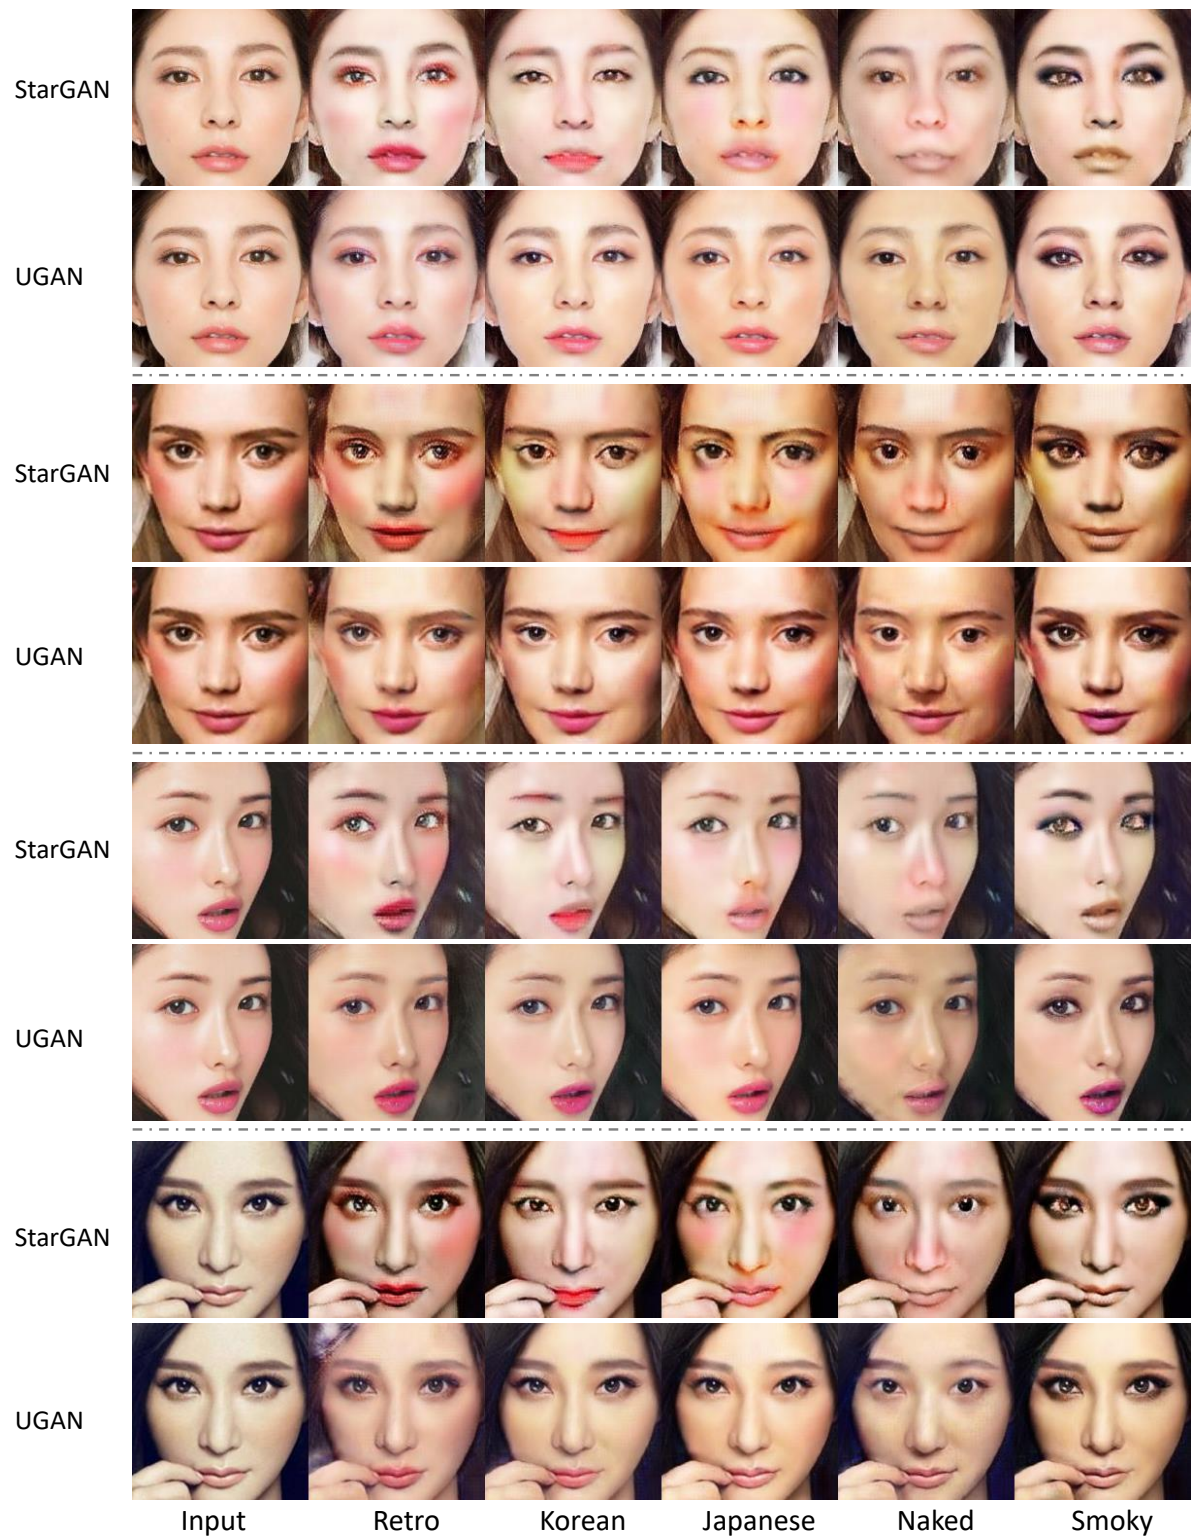 StarGAN
UGAN
StarGAN
UGAN
StarGAN
UGAN
StarGAN
UGAN
Input Retro Korean Japanese Naked Smoky